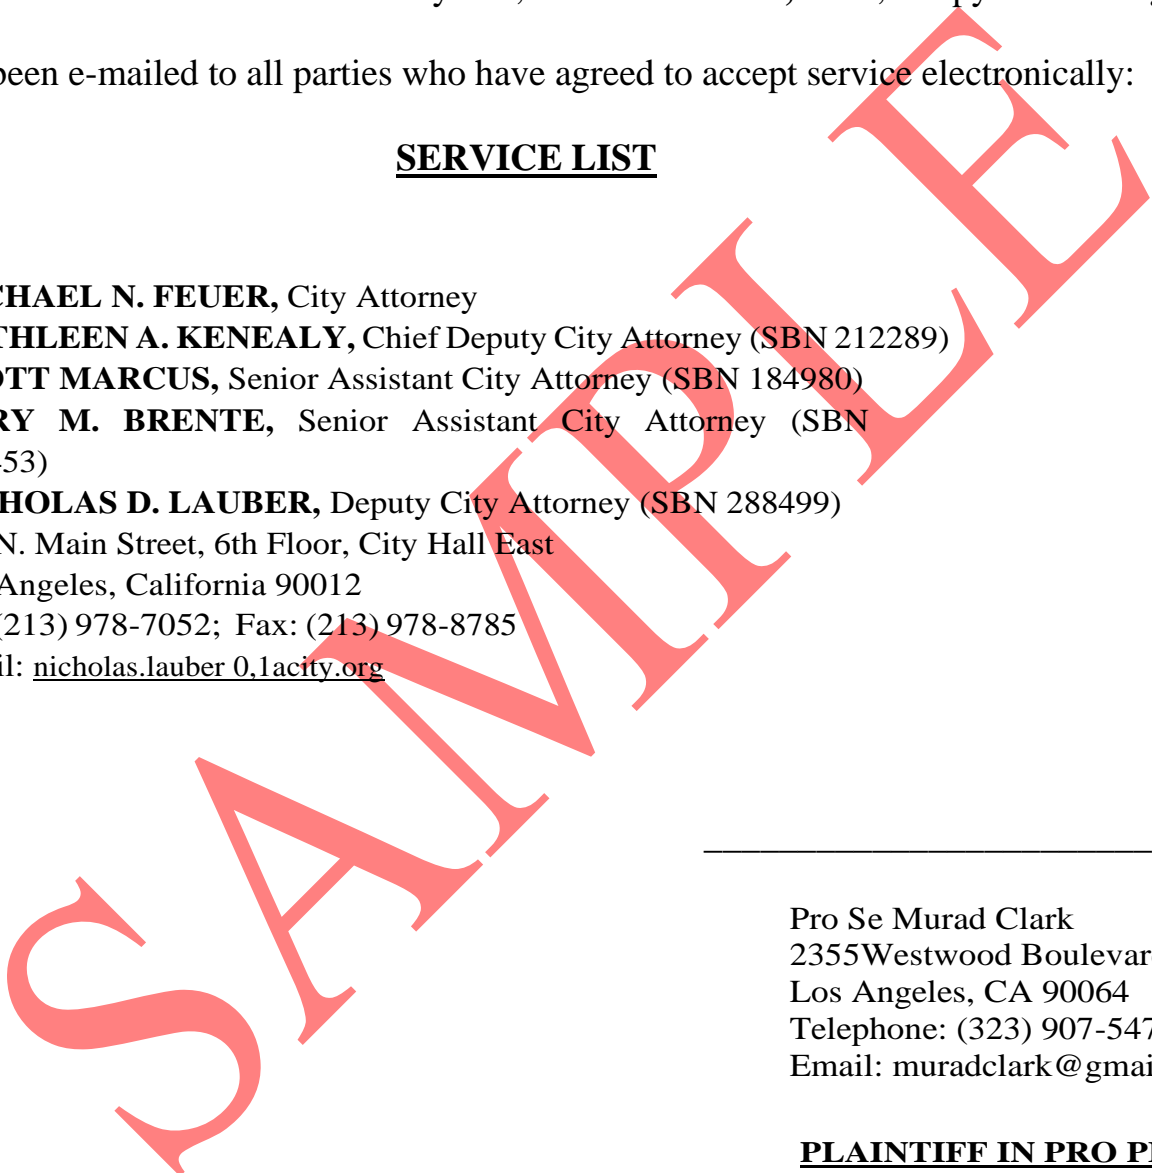 been e-mailed to all parties who have agreed to accept service electronically:
SERVICE LIST
CHAEL N. FEUER, City Attorney
THLEEN A. KENEALY, Chief Deputy City Attorney (SBN 212289)
OTT MARCUS, Senior Assistant City Attorney (SBN 184980)
RY M. BRENTE, Senior Assistant City Attorney (SBN
53)
HOLAS D. LAUBER, Deputy City Attorney (SBN 288499)
N. Main Street, 6th Floor, City Hall East
Angeles, California 90012
(213) 978-7052; Fax: (213) 978-8785
il: nicholas.lauber 0,1acity.org
SAMPLE
Pro Se Murad Clark
2355Westwood Boulevar
Los Angeles, CA 90064
Telephone: (323) 907-547
Email: muradclark@gmai
PLAINTIFF IN PRO P